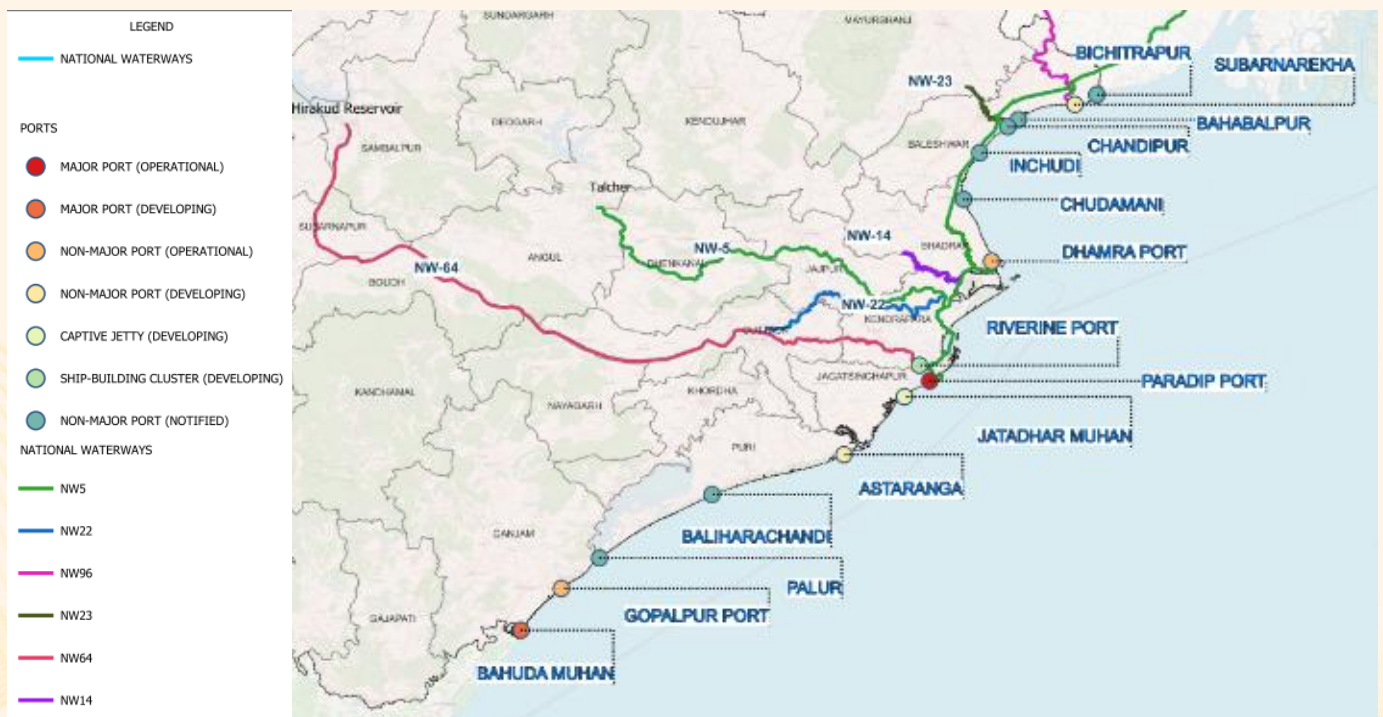 LEGEND
NATIONAL WATERWAYS
PORTS
MAJOR PORT (OPERATIONAL)
MAJOR PORT (DEVELOPING)
NON-MAJOR PORT (OPERATIONAL)
NON-MAJOR PORT (DEVELOPING)
CAPTIVE JETTY (DEVELOPING)
SHIP-BUILDING CLUSTER (DEVELOPING)
NON-MAJOR PORT (NOTIFIED)
NATIONAL WATERWAYS
NW5
NW22
NW96
NW23
NW64
NW14
SUNDARGARH
MAYURBHANJ
BICHITRAPUR
SUBARNAREKHA
NW-23
Hirakud Reservoir
DEOGARH
KENDUJHAR
BAHABALPUR
SAMBALPUR
BALESHWAR
CHANDIPUR
INCHUDI
Talcher
CHUDAMANI
SUBARNAPUR
NW-14
NW-5
BHADRAK
DHAMRA PORT
ANGUL
DHENKANAL
JAJPUR
NW-64
BOUDH
NW-22
KENDRAPARA
RIVERINE PORT
JAGATSINGHAPUR
PARADIP PORT
KANDHAMAL
KHORDHA
NAYAGARH
JATADHAR MUHAN
PURI
ASTARANGA
GANJAM
BALIHARACHANDI
PALUR
GOPALPUR PORT
GAJAPATI
BAHUDA MUHAN